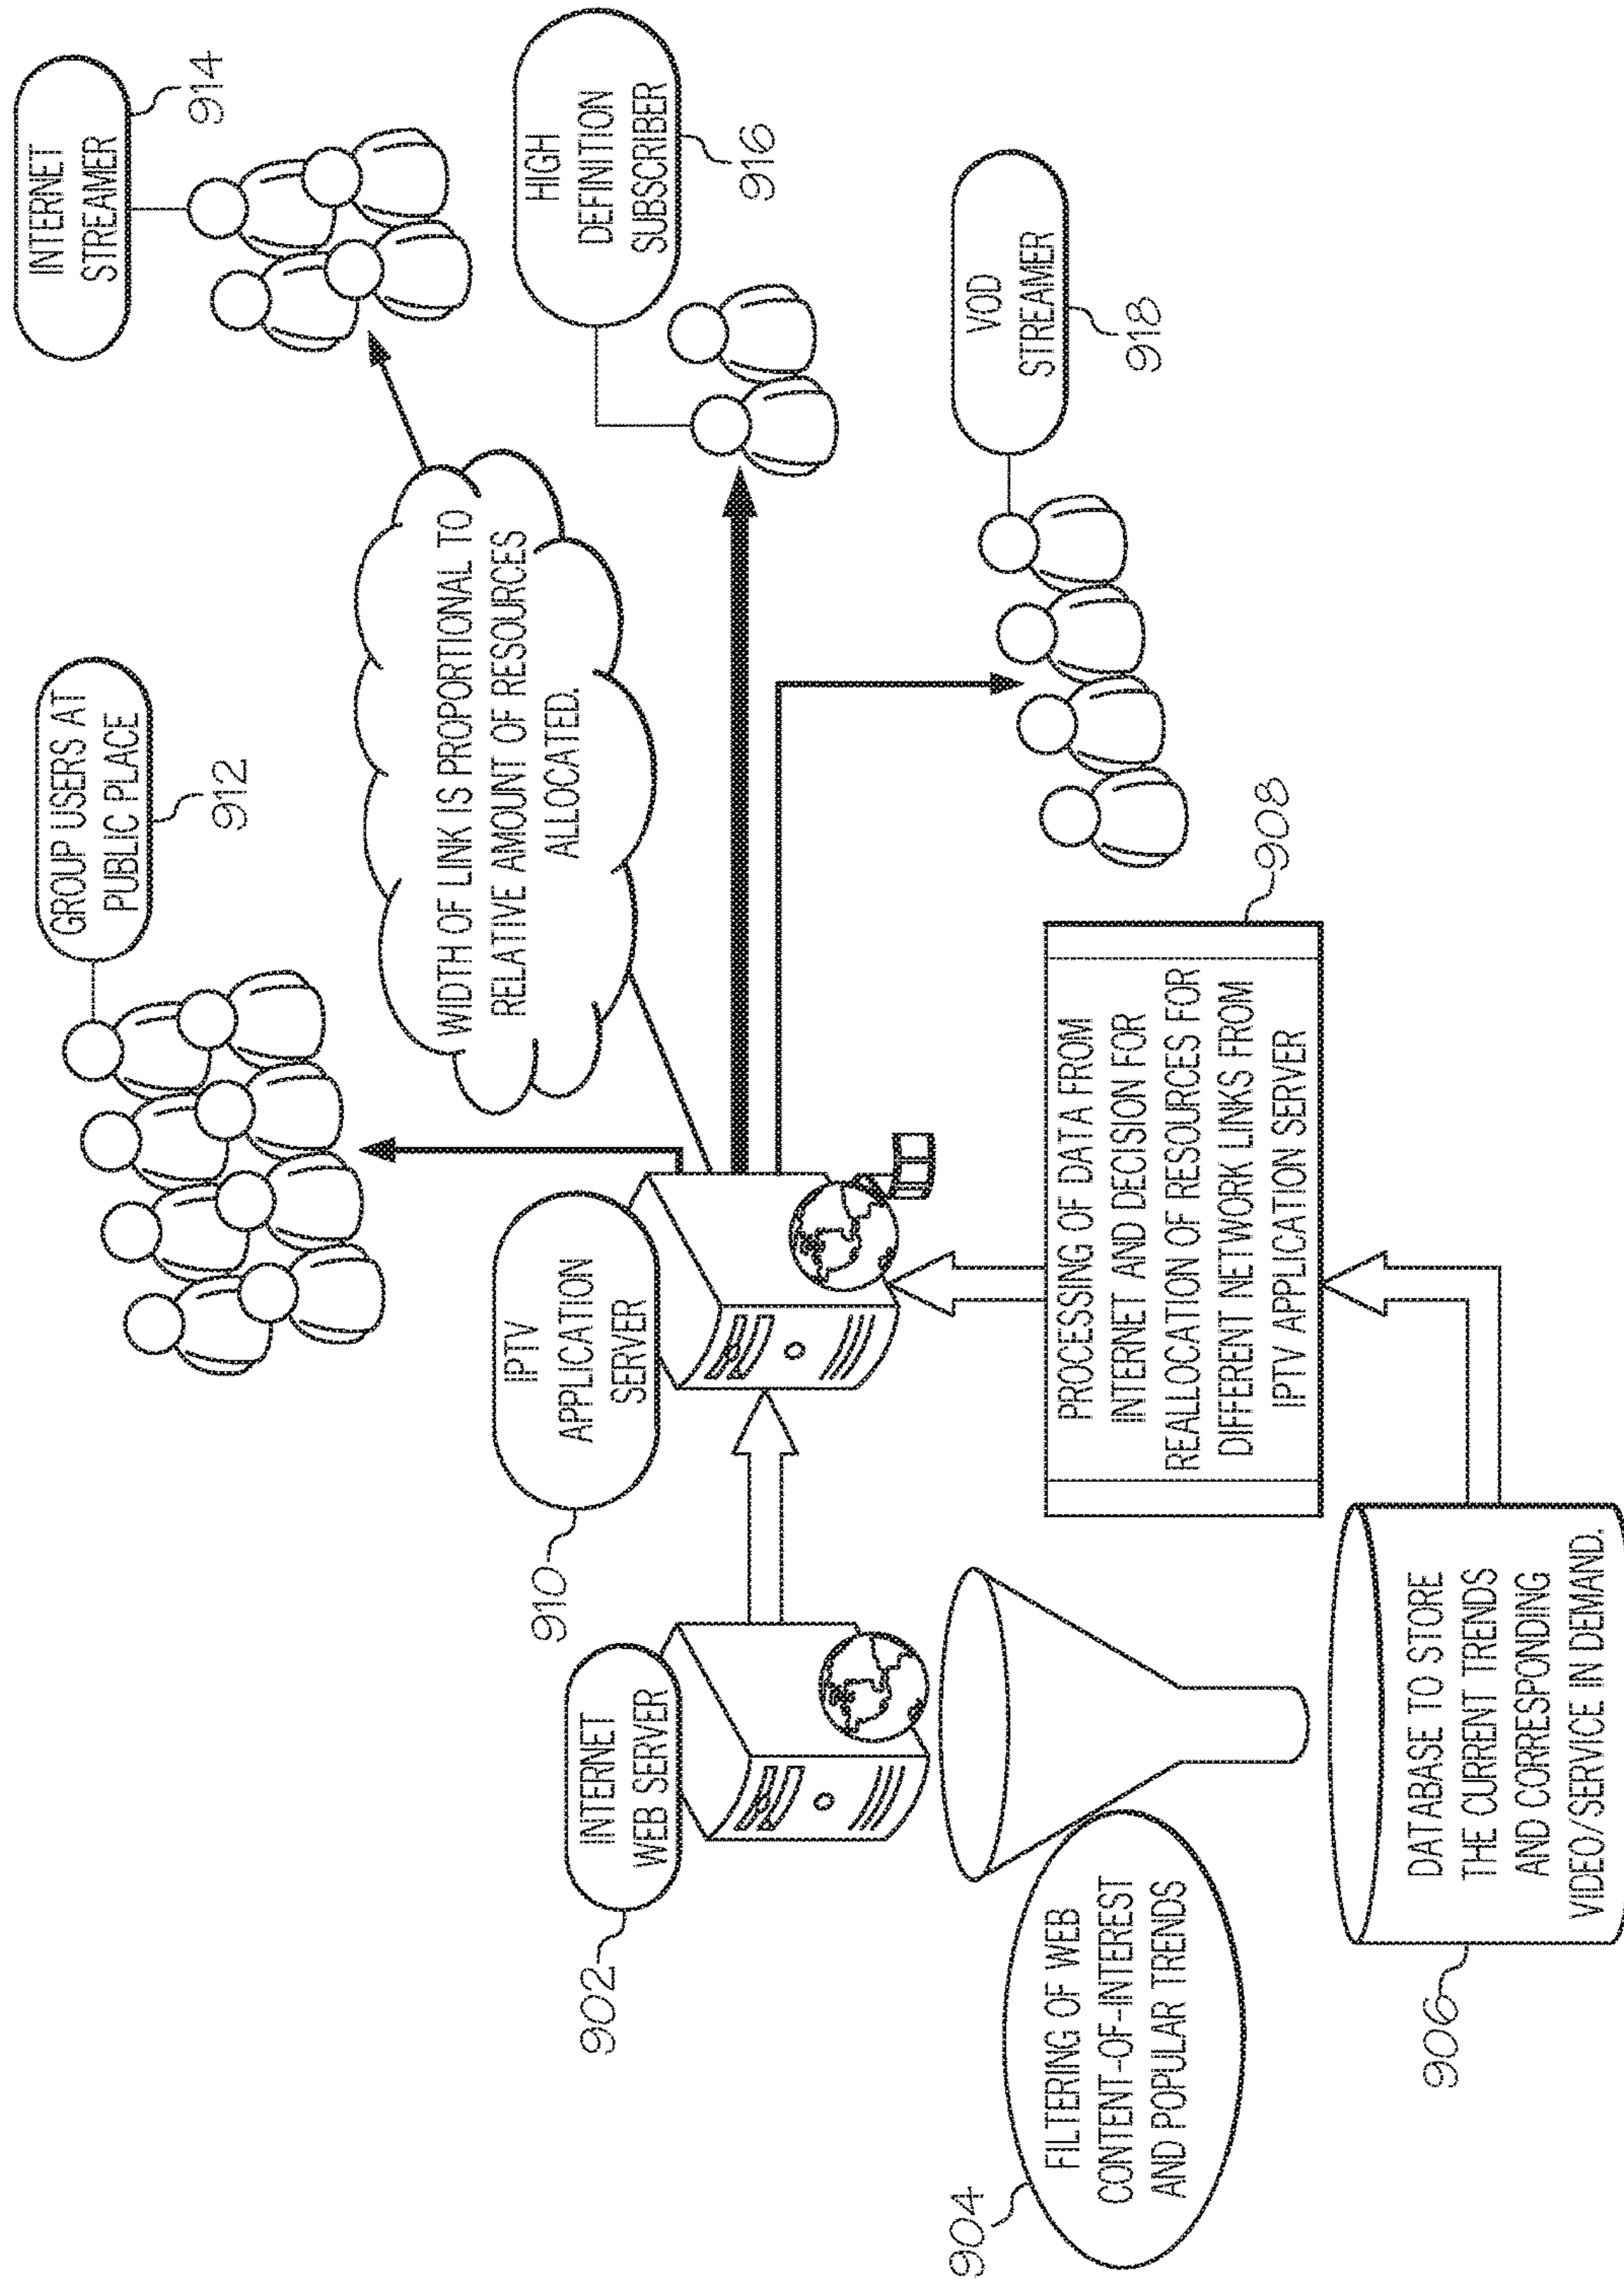 GROUP USERS AT
PUBLIC PLACE
912
INTERNET
STREAMER
914
WIDTH OF LINK IS PROPORTIONAL TO
RELATIVE AMOUNT OF RESOURCES
ALLOCATED.
HIGH
DEFINITION
SUBSCRIBER
916
VOD
STREAMER
918
IPTV
APPLICATION
SERVER
910
INTERNET
WEB SERVER
902
FILTERING OF WEB
CONTENT-OF-INTEREST
AND POPULAR TRENDS
904
PROCESSING OF DATA FROM
INTERNET AND DECISION FOR
REALLOCATION OF RESOURCES FOR
DIFFERENT NETWORK LINKS FROM
IPTV APPLICATION SERVER
908
DATABASE TO STORE
THE CURRENT TRENDS
AND CORRESPONDING
VIDEO/SERVICE IN DEMAND.
906